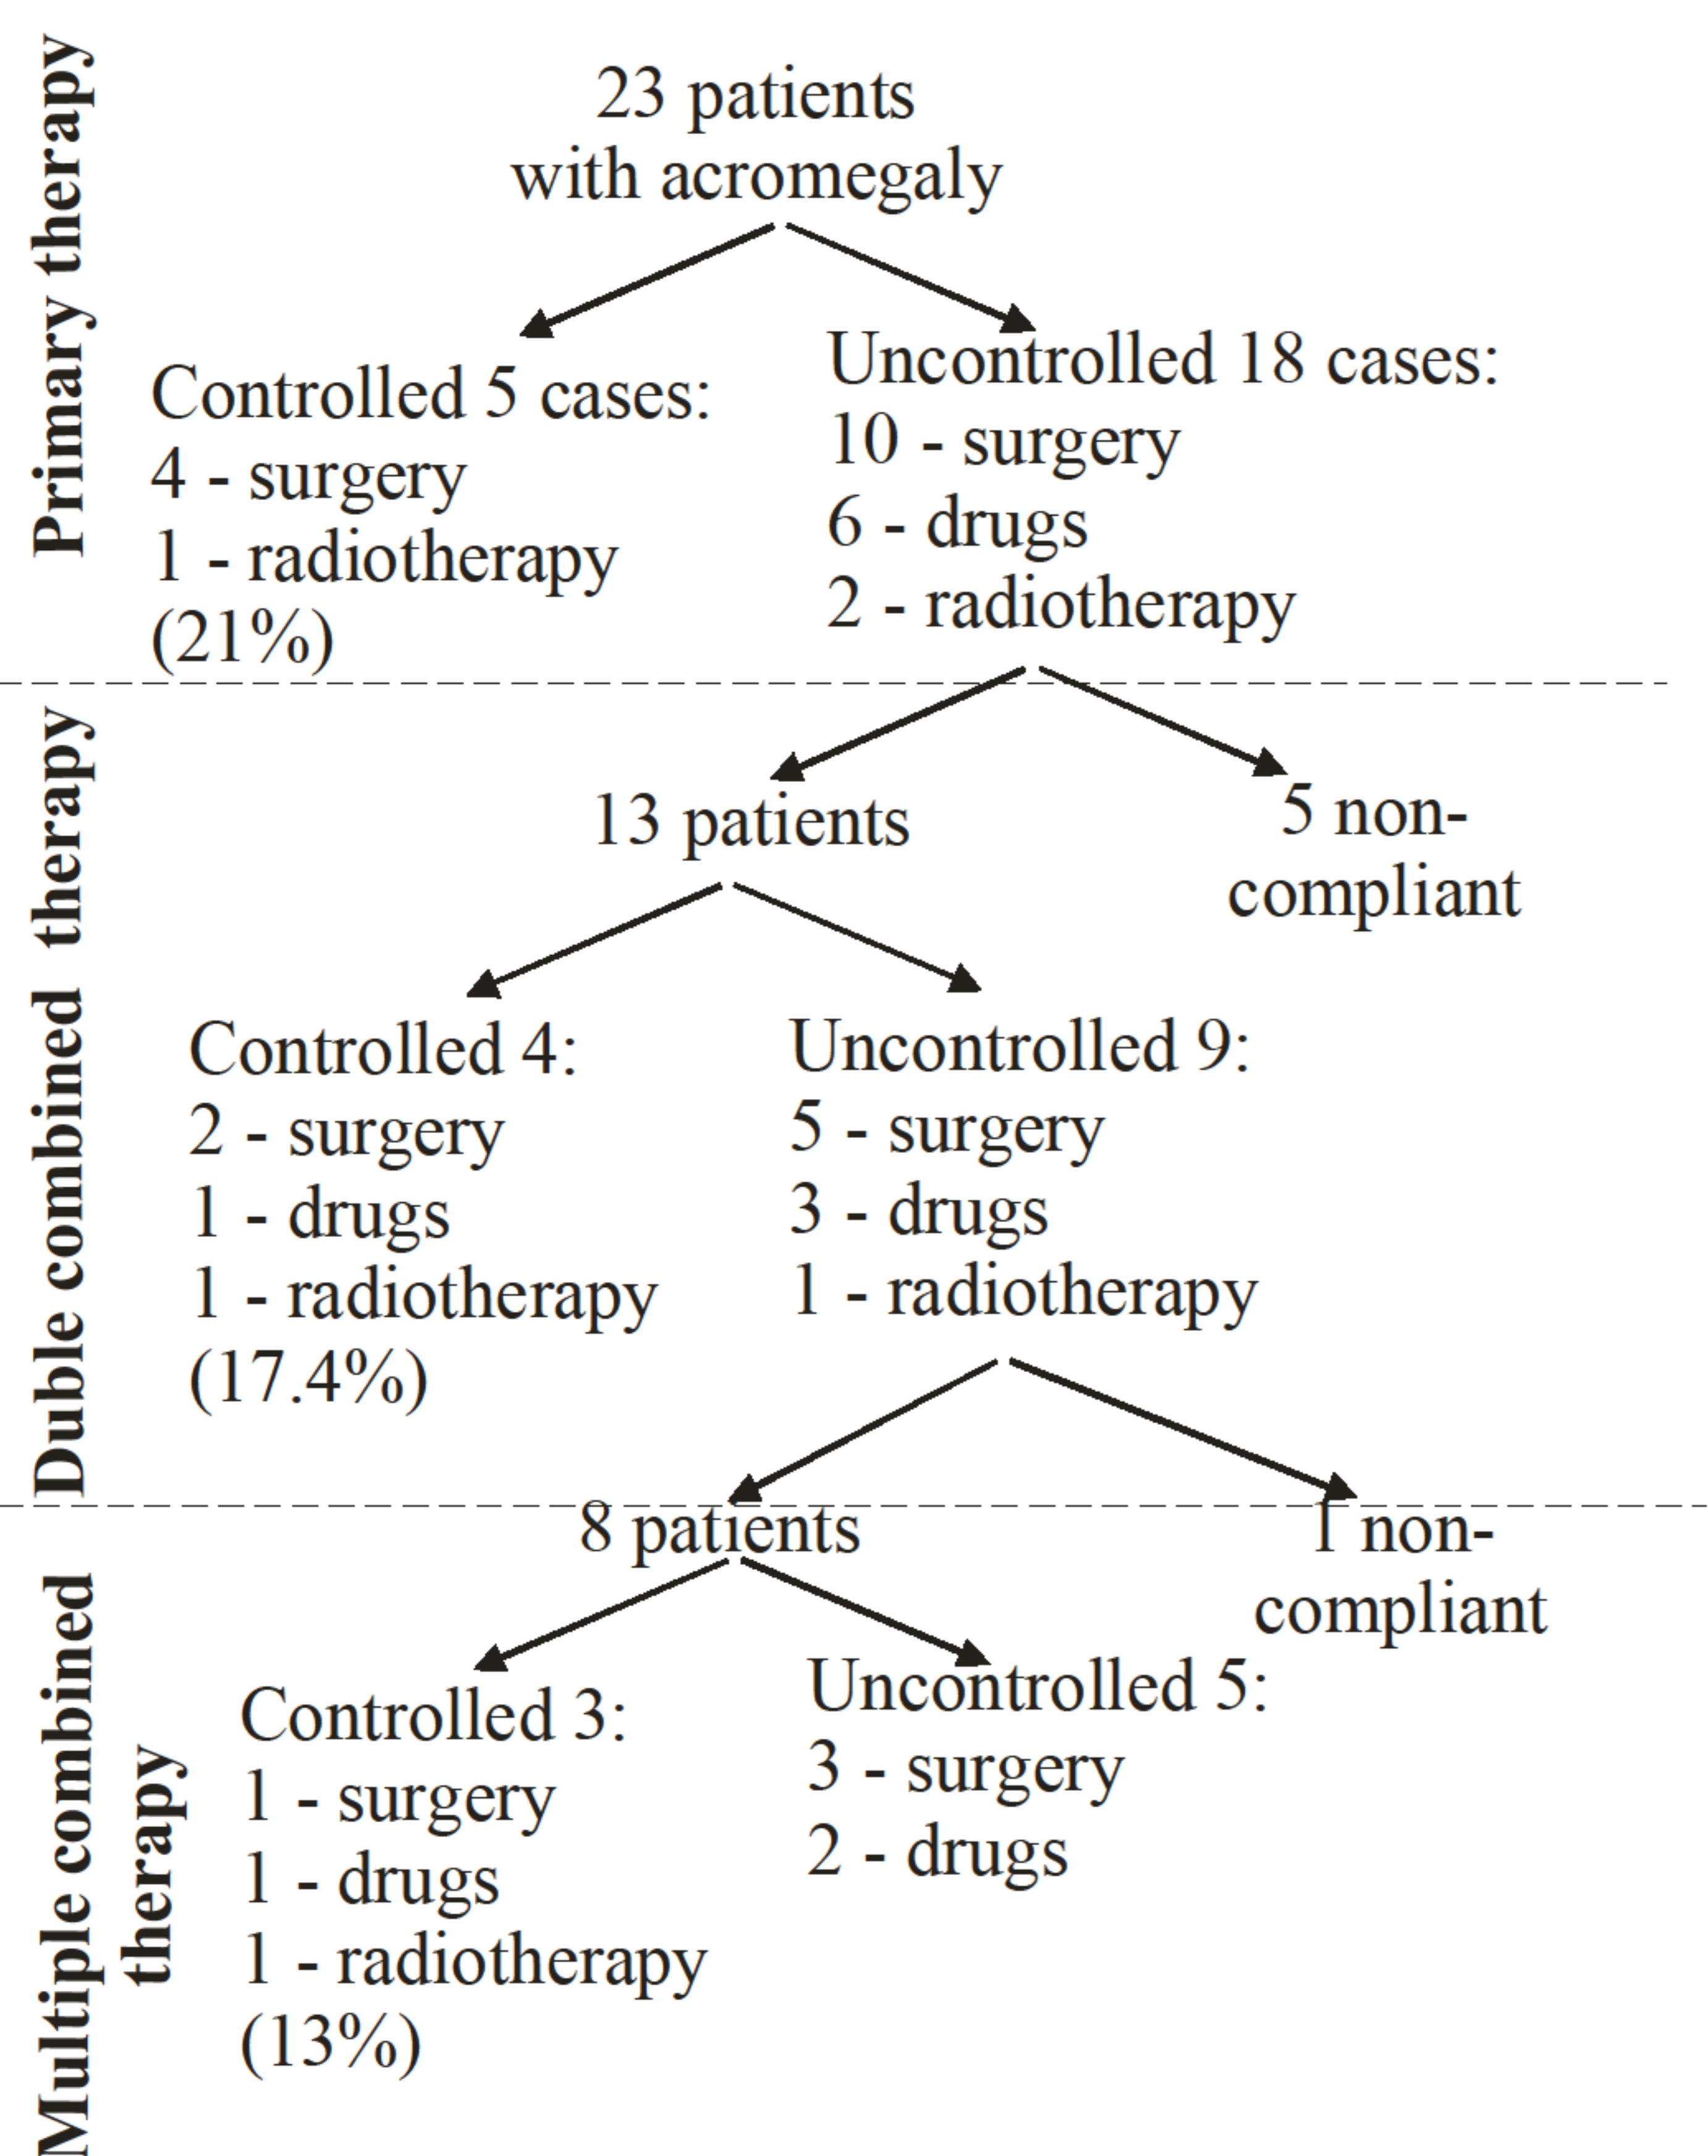 Primary therapy
23 patients
with acromegaly
Controlled 5 cases:
4 - surgery
1 - radiotherapy
(21%)
Uncontrolled 18 cases:
10 - surgery
6 - drugs
2 - radiotherapy
Duble combined therapy
13 patients
5 non-
compliant
Controlled 4:
2 - surgery
1 - drugs
1 - radiotherapy
(17.4%)
Uncontrolled 9:
5 - surgery
3 - drugs
1 - radiotherapy
Multiple combined
therapy
8 patients
1 non-
compliant
Controlled 3:
1 - surgery
1 - drugs
1 - radiotherapy
(13%)
Uncontrolled 5:
3 - surgery
2 - drugs